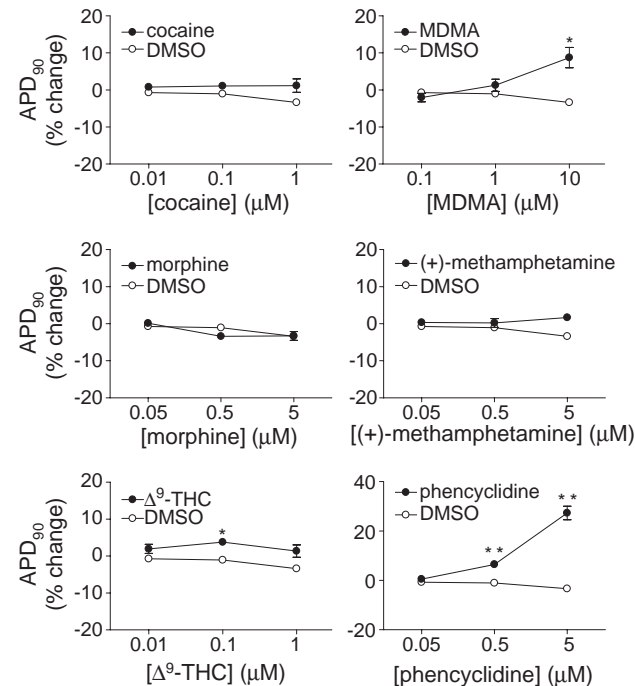 cocaine
DMSO
APD90
(% change)
20
10
0
-10
-20
0.01 0.1 1
[cocaine] (μM)
MDMA
DMSO
*
20
10
0
-10
-20
0.1 1 10
[MDMA] (μM)
morphine
DMSO
APD90
(% change)
20
10
0
-10
-20
0.05 0.5 5
[morphine] (μM)
(+)-methamphetamine
DMSO
20
10
0
-10
-20
0.05 0.5 5
[(+)-methamphetamine] (μM)
Δ⁹-THC
DMSO
*
APD90
(% change)
20
10
0
-10
-20
0.01 0.1 1
[Δ⁹-THC] (μM)
phencyclidine
DMSO
**
**
40
20
0
-20
0.05 0.5 5
[phencyclidine] (μM)